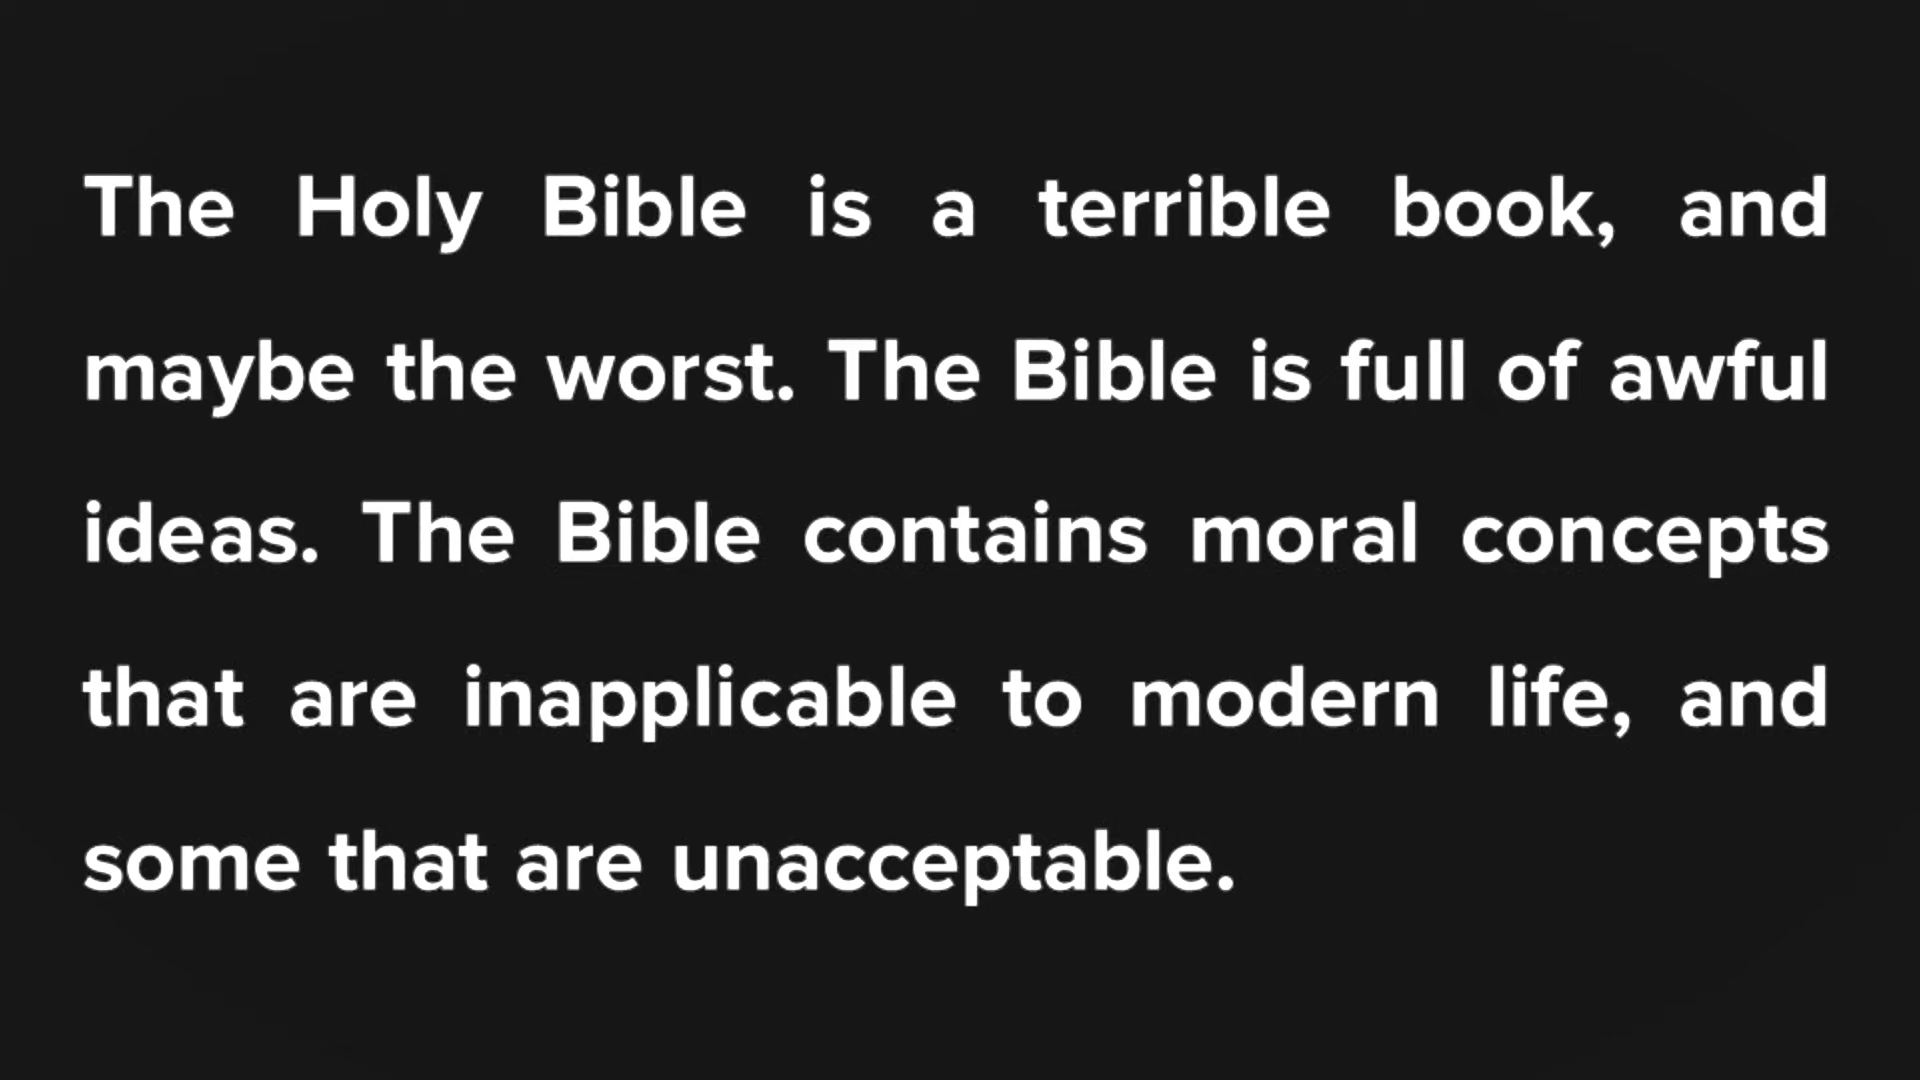 The Holy Bible is a terrible book, and
maybe the worst. The Bible is full of awful
ideas. The Bible contains moral concepts
that are inapplicable to modern life, and
some that are unacceptable.